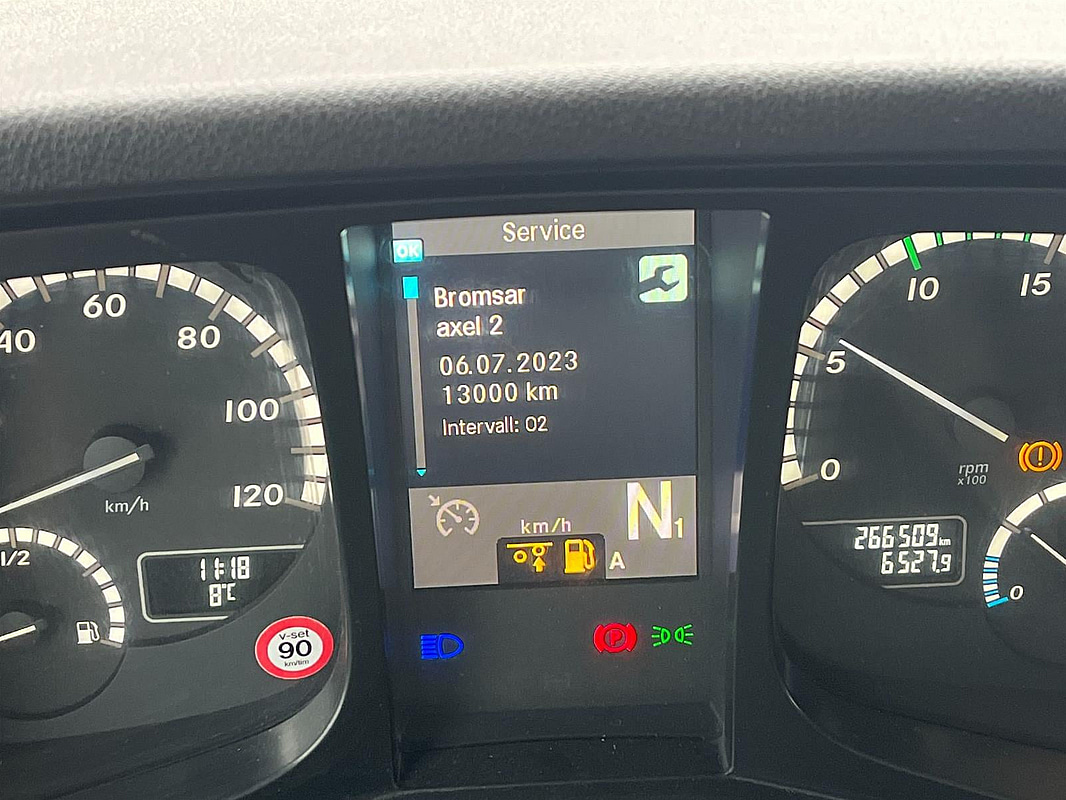 Service
OK
Bromsar
axel 2
06.07.2023
13000 km
Intervall: 02
km/h
N1
A
40
60
80
100
120
km/h
1/2
11:18
8°C
v-set
90
km/tim
0
5
10
15
rpm
x100
266509 km
6527.9
0
P